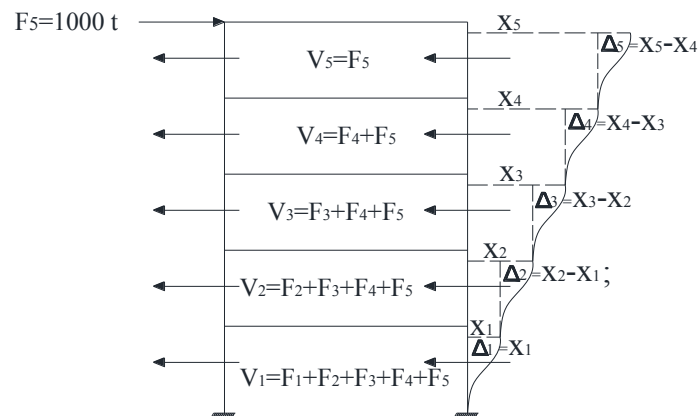 F₅=1000 t
X₅
V₅=F₅
Δ₅=X₅-X₄
X₄
V₄=F₄+F₅
Δ₄=X₄-X₃
X₃
V₃=F₃+F₄+F₅
Δ₃=X₃-X₂
X₂
V₂=F₂+F₃+F₄+F₅
Δ₂=X₂-X₁;
X₁
Δ₁=X₁
V₁=F₁+F₂+F₃+F₄+F₅